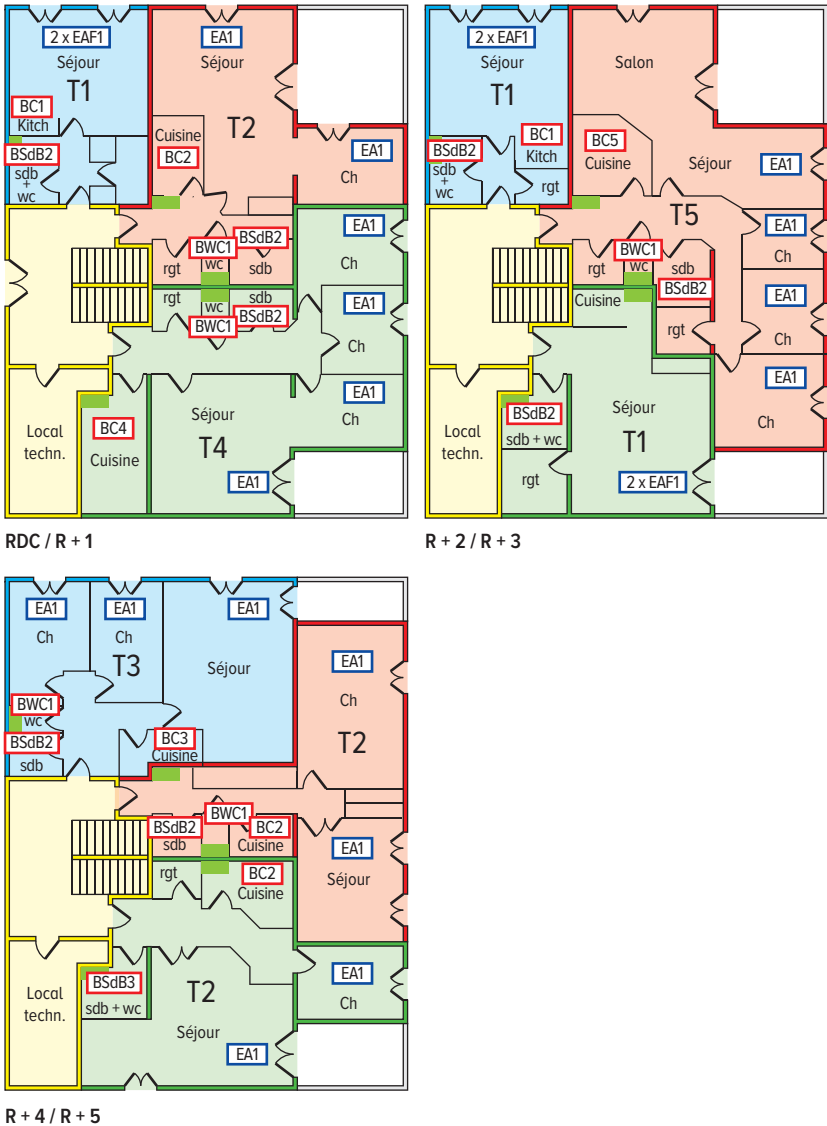 2 x EAF1
Séjour
T1
BC1
Kitch
BSdB2
sdb
+
wc
EA1
Séjour
T2
Cuisine
BC2
EA1
Ch
BWC1
BSdB2
rgt
wc
sdb
EA1
Ch
rgt
wc
sdb
BWC1
BSdB2
EA1
Ch
EA1
Ch
Séjour
T4
EA1
BC4
Cuisine
Local
techn.
RDC / R + 1
2 x EAF1
Séjour
T1
BSdB2
sdb
+
wc
BC1
Kitch
rgt
Salon
BC5
Cuisine
Séjour
EA1
T5
EA1
Ch
BWC1
rgt
wc
sdb
BSdB2
Cuisine
rgt
EA1
Ch
EA1
Ch
BSdB2
sdb + wc
rgt
Séjour
T1
2 x EAF1
Local
techn.
R + 2 / R + 3
EA1
Ch
EA1
Ch
T3
EA1
Séjour
BWC1
wc
BSdB2
sdb
BC3
Cuisine
EA1
Ch
T2
BWC1
BSdB2
sdb
BC2
Cuisine
EA1
Séjour
rgt
BC2
Cuisine
BSdB3
sdb + wc
T2
Séjour
EA1
EA1
Ch
Local
techn.
R + 4 / R + 5